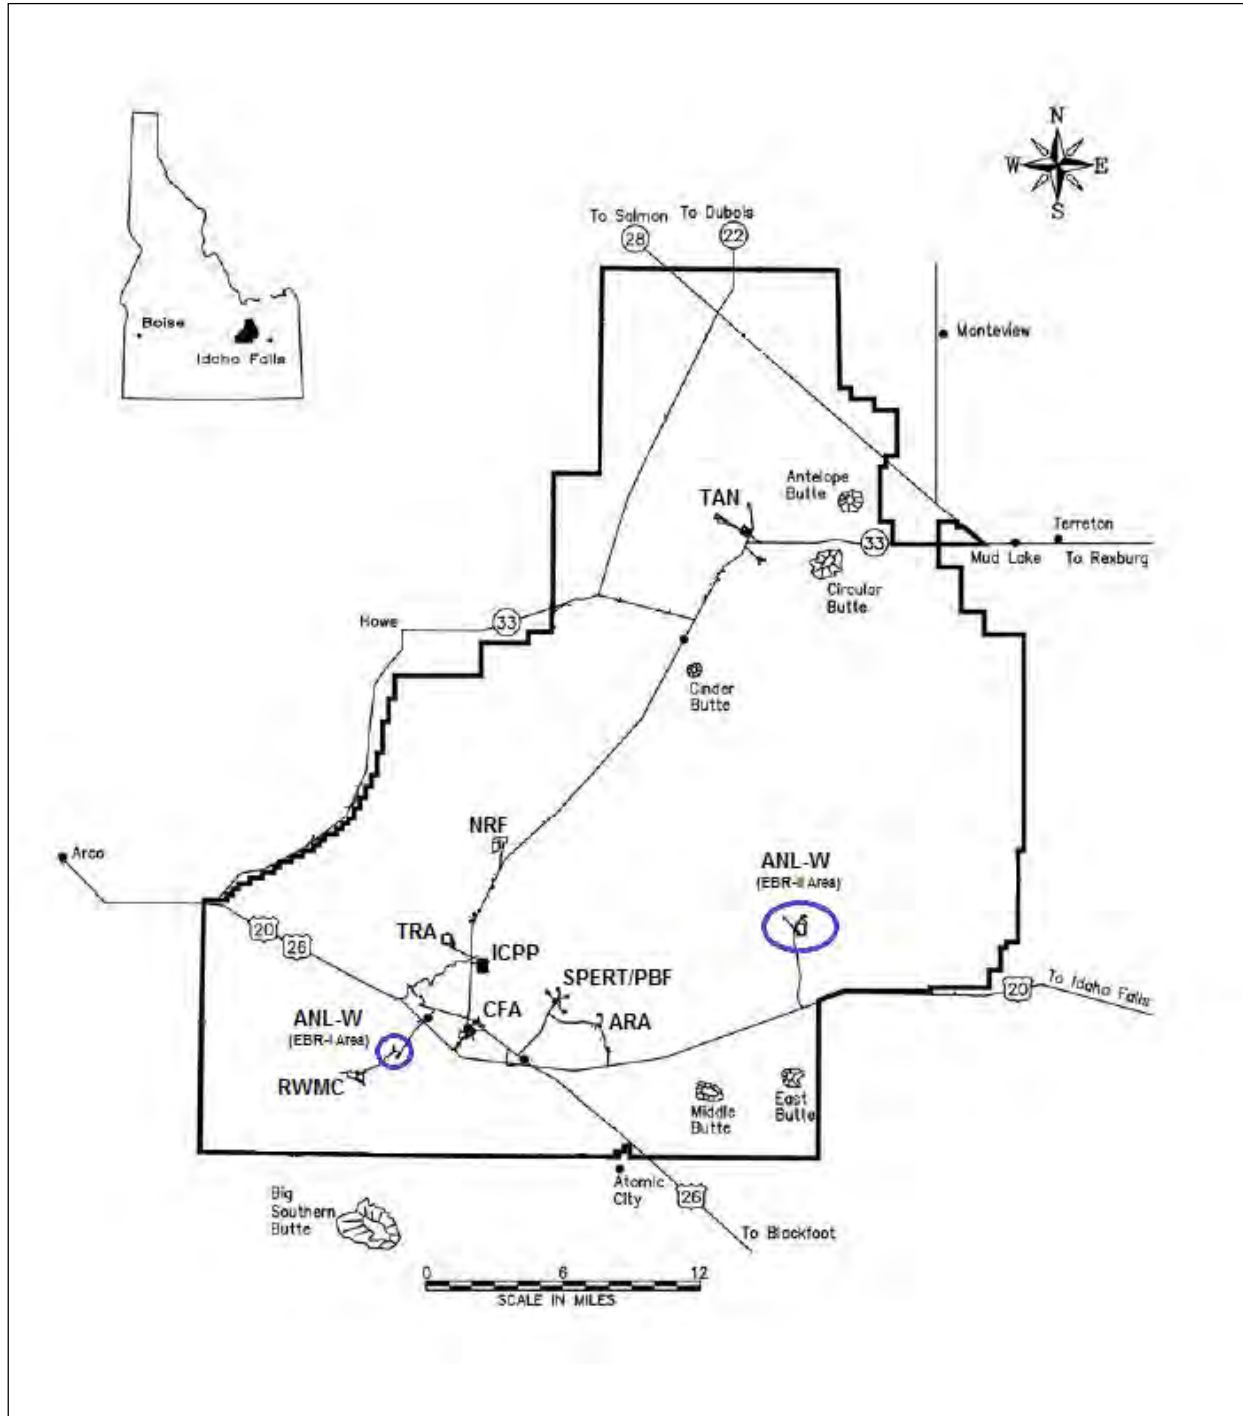 N
W E
S
To Salmon
To Dubois
28
22
Boise
Idaho Falls
Monteview
Antelope
Butte
TAN
33
Terreton
Mud Lake
To Rexburg
Circular
Butte
Howe
33
Cinder
Butte
NRF
Arco
ANL-W
(EBR-II Area)
20
26
TRA
ICPP
SPERT/PBF
To Idaho Falls
20
ANL-W
(EBR-I Area)
CFA
ARA
RWMC
Middle
Butte
East
Butte
Atomic
City
Big
Southern
Butte
26
To Blackfoot
0 6 12
SCALE IN MILES